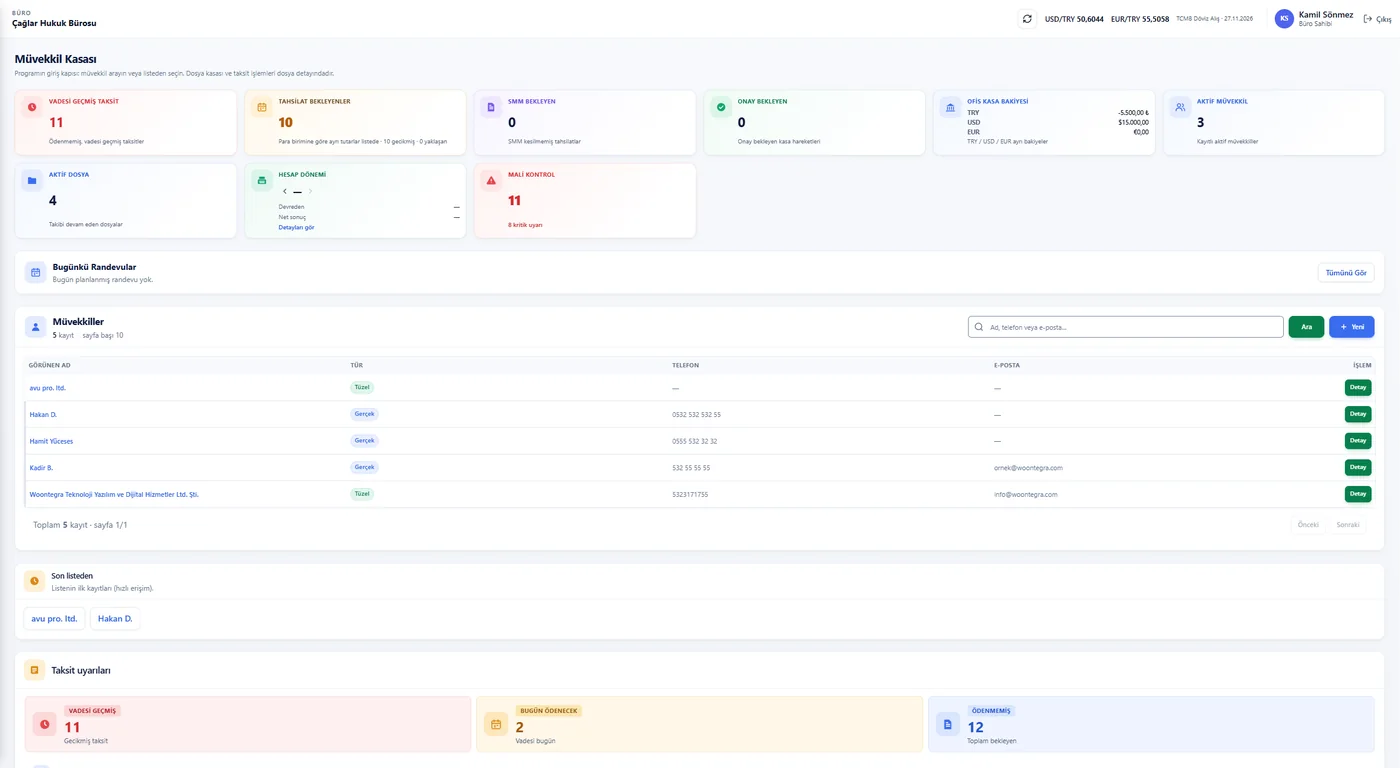 BÜRO
Çağlar Hukuk Bürosu
USD/TRY 50,6044 EUR/TRY 55,5058 TCMB Döviz Alış · 27.11.2026
KS
Kamil Sönmez
Büro Sahibi
Çıkış
Müvekkil Kasası
Programın giriş kapısı: müvekkil arayın veya listeden seçin. Dosya kasası ve taksit işlemleri dosya detayındadır.
VADESİ GEÇMİŞ TAKSİT
11
Ödenmemiş, vadesi geçmiş taksitler
TAHSİLAT BEKLEYENLER
10
Para birimine göre ayrı tutarlar listede · 10 gecikmiş · 0 yaklaşan
SMM BEKLEYEN
0
SMM kesilmemiş tahsilatlar
ONAY BEKLEYEN
0
Onay bekleyen kasa hareketleri
OFİS KASA BAKİYESİ
TRY -5.500,00 ₺
USD $15.000,00
EUR €0,00
TRY / USD / EUR ayrı bakiyeler
AKTİF MÜVEKKİL
3
Kayıtlı aktif müvekkiller
AKTİF DOSYA
4
Takibi devam eden dosyalar
HESAP DÖNEMİ
‹ — ›
Devreden —
Net sonuç —
Detayları gör
MALİ KONTROL
11
8 kritik uyarı
Bugünkü Randevular
Bugün planlanmış randevu yok.
Tümünü Gör
Müvekkiller
5 kayıt sayfa başı 10
Ad, telefon veya e-posta...
Ara
+ Yeni
GÖRÜNEN AD TÜR TELEFON E-POSTA İŞLEM
avu pro. ltd. Tüzel — — Detay
Hakan D. Gerçek 0532 532 532 55 — Detay
Hamit Yüceses Gerçek 0555 532 32 32 — Detay
Kadir B. Gerçek 532 55 55 55 ornek@woontegra.com Detay
Woontegra Teknoloji Yazılım ve Dijital Hizmetler Ltd. Şti. Tüzel 5323171755 info@woontegra.com Detay
Toplam 5 kayıt · sayfa 1/1
Önceki Sonraki
Son listeden
Listenin ilk kayıtları (hızlı erişim).
avu pro. ltd. Hakan D.
Taksit uyarıları
VADESİ GEÇMİŞ
11
Gecikmiş taksit
BUGÜN ÖDENECEK
2
Vadesi bugün
ÖDENMEMİŞ
12
Toplam bekleyen